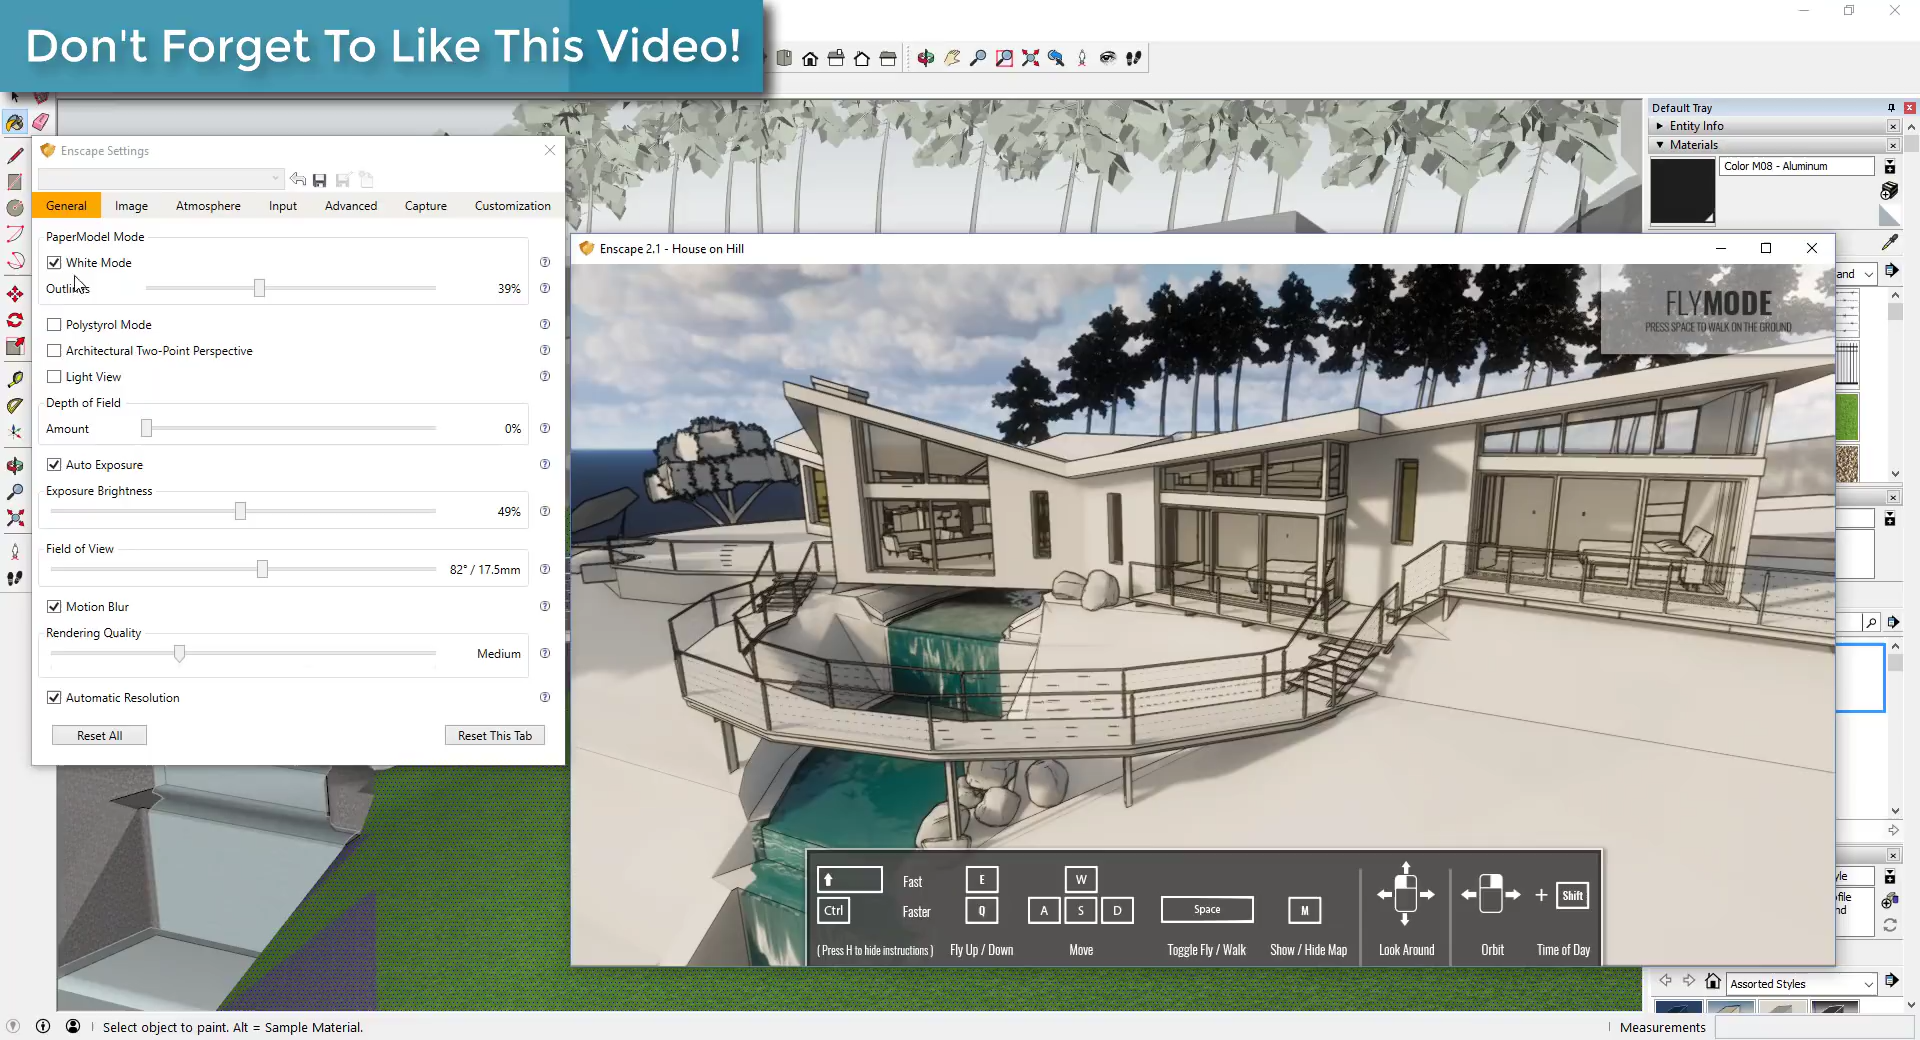 Don't Forget To Like This Video!
Enscape Settings
General
Image
Atmosphere
Input
Advanced
Capture
Customization
PaperModel Mode
White Mode
Outlines
39%
Polystyrol Mode
Architectural Two-Point Perspective
Light View
Depth of Field
Amount
0%
Auto Exposure
Exposure Brightness
49%
Field of View
82° / 17.5mm
Motion Blur
Rendering Quality
Medium
Automatic Resolution
Reset All
Reset This Tab
Enscape 2.1 - House on Hill
FLYMODE
PRESS SPACE TO WALK ON THE GROUND
Fast
Ctrl
Faster
( Press H to hide instructions )
E
Q
Fly Up / Down
W
A
S
D
Move
Space
Toggle Fly / Walk
M
Show / Hide Map
Look Around
Orbit
+
Shift
Time of Day
Default Tray
Entity Info
Materials
Color M08 - Aluminum
and
yle
ofile
nd
Assorted Styles
Select object to paint. Alt = Sample Material.
Measurements